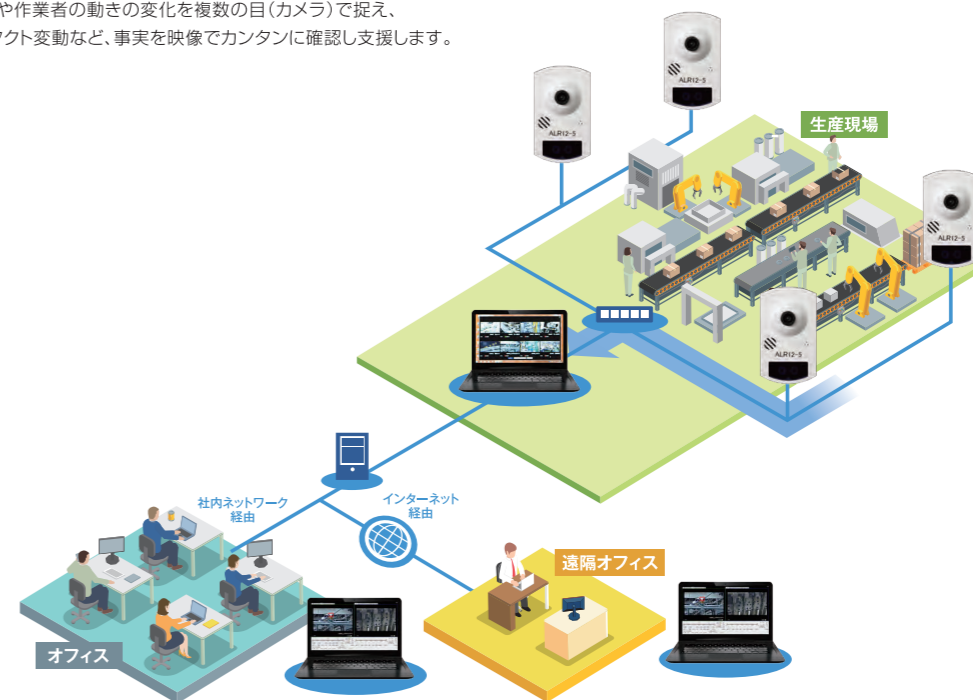 や作業者の動きの変化を複数の目(カメラ)で捉え、
クト変動など、事実を映像でカンタンに確認し支援します。
ALR12-S
ALR12-S
生産現場
ALR12-S
ALR12-S
社内ネットワーク
経由
インターネット
経由
遠隔オフィス
オフィス